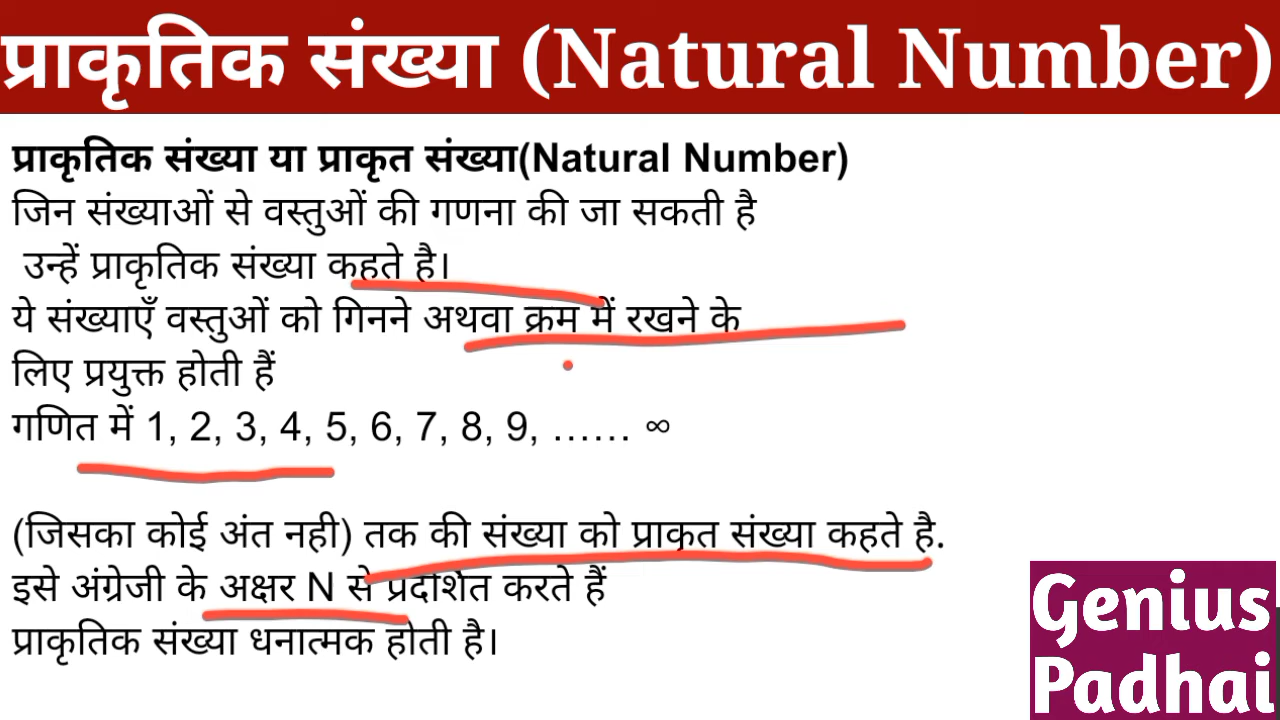 प्राकृतिक संख्या (Natural Number)
प्राकृतिक संख्या या प्राकृत संख्या(Natural Number)
जिन संख्याओं से वस्तुओं की गणना की जा सकती है
उन्हें प्राकृतिक संख्या कहते है।
ये संख्याएँ वस्तुओं को गिनने अथवा क्रम में रखने के
लिए प्रयुक्त होती हैं
गणित में 1, 2, 3, 4, 5, 6, 7, 8, 9, …… ∞
(जिसका कोई अंत नही) तक की संख्या को प्राकृत संख्या कहते है.
इसे अंग्रेजी के अक्षर N से प्रदर्शित करते हैं
प्राकृतिक संख्या धनात्मक होती है।
Genius
Padhai